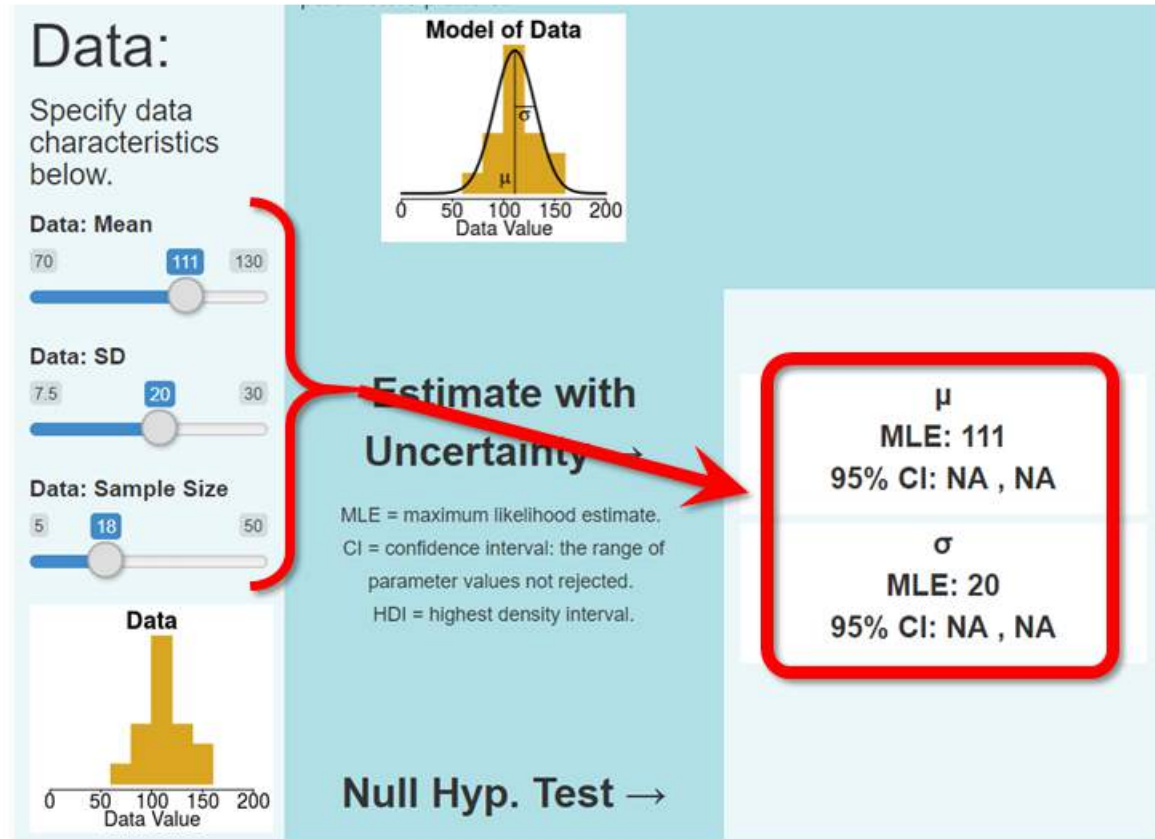 Data:
Specify data
characteristics
below.
Data: Mean
70 111 130
Data: SD
7.5 20 30
Data: Sample Size
5 18 50
Data
0 50 100 150 200
Data Value
Model of Data
σ
μ
0 50 100 150 200
Data Value
Estimate with
Uncertainty →
MLE = maximum likelihood estimate.
CI = confidence interval: the range of
parameter values not rejected.
HDI = highest density interval.
Null Hyp. Test →
μ
MLE: 111
95% CI: NA , NA
σ
MLE: 20
95% CI: NA , NA